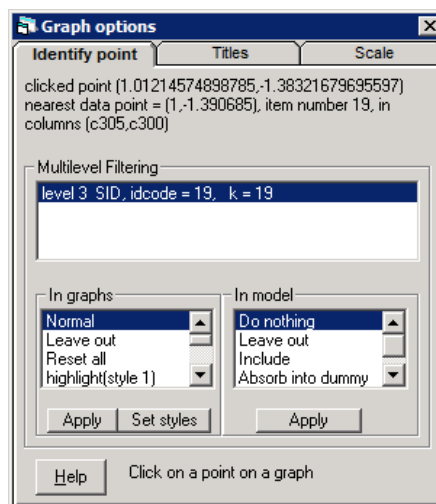 Graph options
Identify point Titles Scale
clicked point (1.01214574898785,-1.38321679695597)
nearest data point = (1,-1.390685), item number 19, in
columns (c305,c300)
Multilevel Filtering
level 3 SID, idcode = 19, k = 19
In graphs In model
Normal Do nothing
Leave out Leave out
Reset all Include
highlight(style 1) Absorb into dummy
Apply Set styles Apply
Help Click on a point on a graph